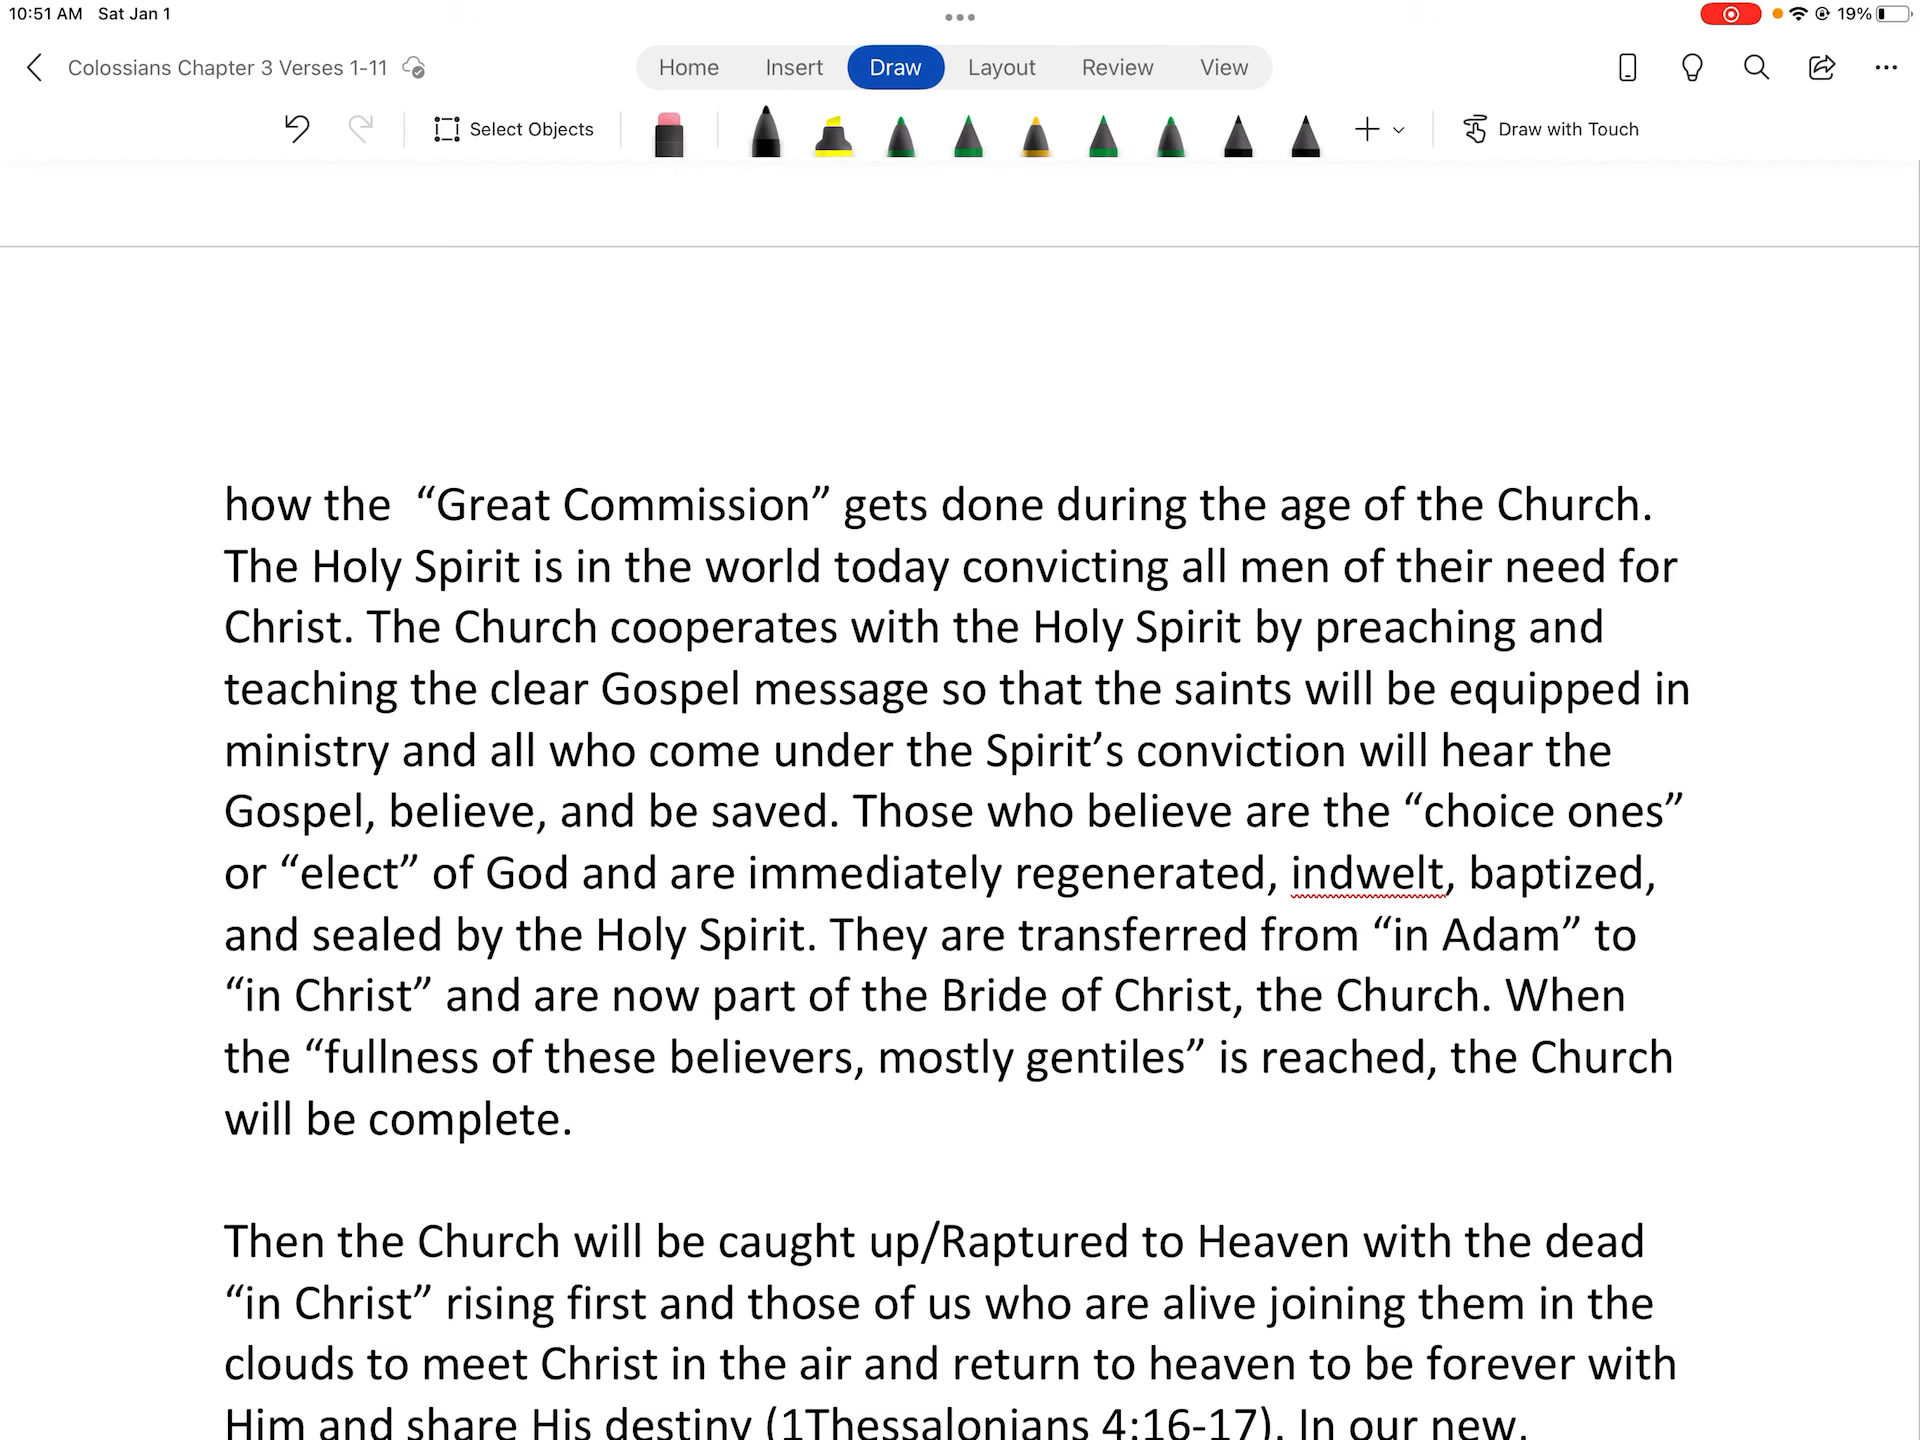 10:51 AM Sat Jan 1
19%
Colossians Chapter 3 Verses 1-11
Home Insert Draw Layout Review View
Select Objects
Draw with Touch
how the  “Great Commission” gets done during the age of the Church.
The Holy Spirit is in the world today convicting all men of their need for
Christ. The Church cooperates with the Holy Spirit by preaching and
teaching the clear Gospel message so that the saints will be equipped in
ministry and all who come under the Spirit’s conviction will hear the
Gospel, believe, and be saved. Those who believe are the “choice ones”
or “elect” of God and are immediately regenerated, indwelt, baptized,
and sealed by the Holy Spirit. They are transferred from “in Adam” to
“in Christ” and are now part of the Bride of Christ, the Church. When
the “fullness of these believers, mostly gentiles” is reached, the Church
will be complete.
Then the Church will be caught up/Raptured to Heaven with the dead
“in Christ” rising first and those of us who are alive joining them in the
clouds to meet Christ in the air and return to heaven to be forever with
Him and share His destiny (1Thessalonians 4:16-17). In our new,